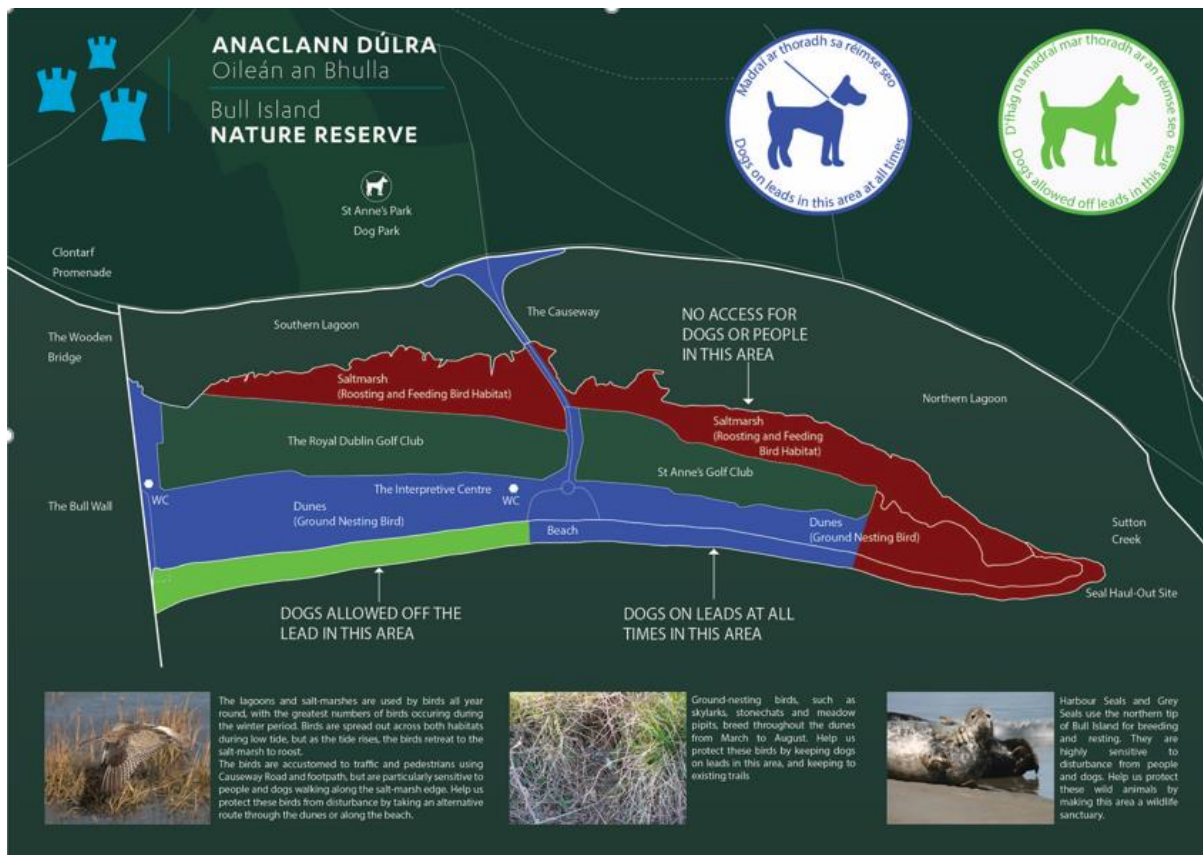 ANACLANN DÚLRA
Oileán an Bhulla
Bull Island
NATURE RESERVE
Madraí ar thoradh sa réimse seo
Dogs on leads in this area at all times
D'fhág na madraí mar thoradh ar an réimse seo
Dogs allowed off leads in this area
St Anne's Park
Dog Park
Clontarf
Promenade
The Wooden
Bridge
Southern Lagoon
The Causeway
NO ACCESS FOR
DOGS OR PEOPLE
IN THIS AREA
Saltmarsh
(Roosting and Feeding Bird Habitat)
Northern Lagoon
Saltmarsh
(Roosting and Feeding
Bird Habitat)
The Royal Dublin Golf Club
St Anne's Golf Club
The Bull Wall
WC
The Interpretive Centre
WC
Dunes
(Ground Nesting Bird)
Beach
Dunes
(Ground Nesting Bird)
Sutton
Creek
Seal Haul-Out Site
DOGS ALLOWED OFF THE
LEAD IN THIS AREA
DOGS ON LEADS AT ALL
TIMES IN THIS AREA
The lagoons and salt-marshes are used by birds all year
round, with the greatest numbers of birds occuring during
the winter period. Birds are spread out across both habitats
during low tide, but as the tide rises, the birds retreat to the
salt-marsh to roost.
The birds are accustomed to traffic and pedestrians using
Causeway Road and footpath, but are particularly sensitive to
people and dogs walking along the salt-marsh edge. Help us
protect these birds from disturbance by taking an alternative
route through the dunes or along the beach.
Ground-nesting birds, such as
skylarks, stonechats and meadow
pipits, breed throughout the dunes
from March to August. Help us
protect these birds by keeping dogs
on leads in this area, and keeping to
existing trails
Harbour Seals and Grey
Seals use the northern tip
of Bull Island for breeding
and resting. They are
highly sensitive to
disturbance from people
and dogs. Help us protect
these wild animals by
making this area a wildlife
sanctuary.